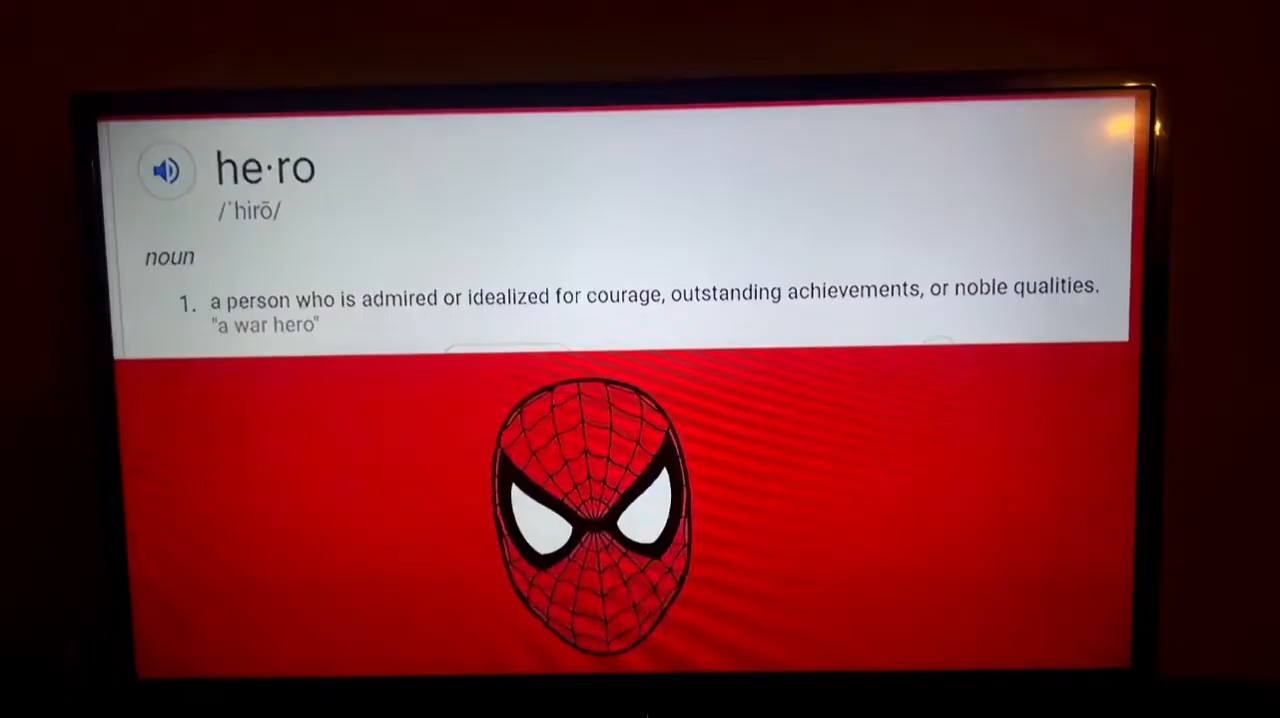 he·ro
/ˈhirō/
noun
1. a person who is admired or idealized for courage, outstanding achievements, or noble qualities.
"a war hero"